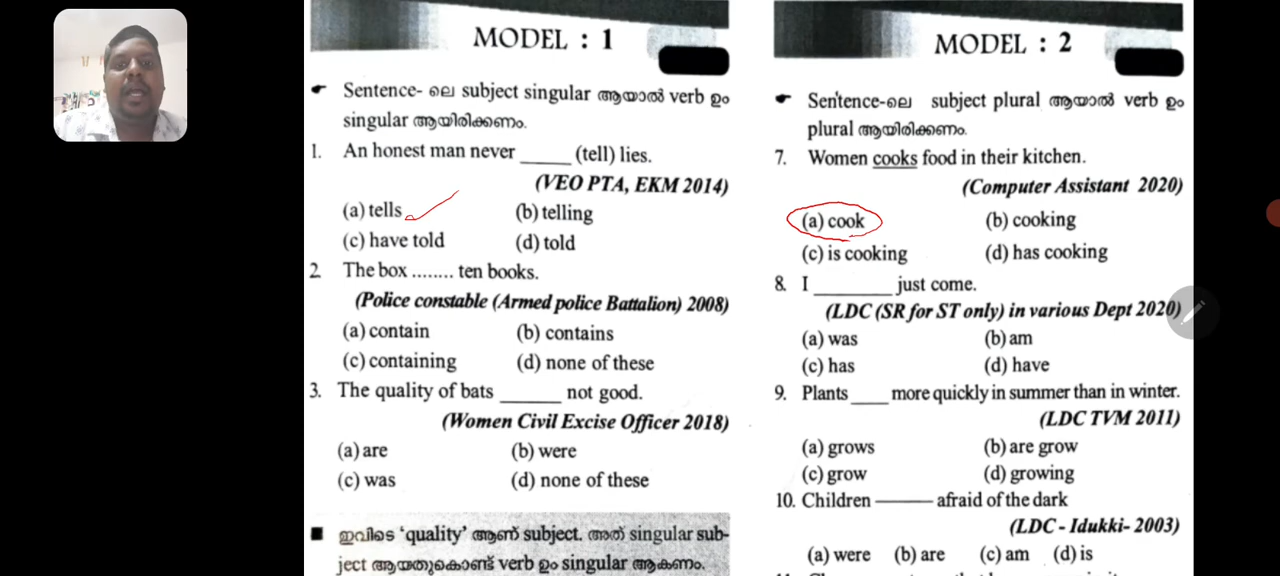 MODEL : 1
Sentence- ലെ subject singular ആയാൽ verb ഉം
singular ആയിരിക്കണം.
1. An honest man never _____ (tell) lies.
(VEO PTA, EKM 2014)
(a) tells (b) telling
(c) have told (d) told
2. The box ........ ten books.
(Police constable (Armed police Battalion) 2008)
(a) contain (b) contains
(c) containing (d) none of these
3. The quality of bats ______ not good.
(Women Civil Excise Officer 2018)
(a) are (b) were
(c) was (d) none of these
■ ഇവിടെ ‘quality’ ആണ് subject. അത് singular sub-
ject ആയതുകൊണ്ട് verb ഉം singular ആകണം.
MODEL : 2
Sentence-ലെ subject plural ആയാൽ verb ഉം
plural ആയിരിക്കണം.
7. Women cooks food in their kitchen.
(Computer Assistant 2020)
(a) cook (b) cooking
(c) is cooking (d) has cooking
8. I ________ just come.
(LDC (SR for ST only) in various Dept 2020)
(a) was (b) am
(c) has (d) have
9. Plants ____ more quickly in summer than in winter.
(LDC TVM 2011)
(a) grows (b) are grow
(c) grow (d) growing
10. Children ——— afraid of the dark
(LDC - Idukki- 2003)
(a) were (b) are (c) am (d) is